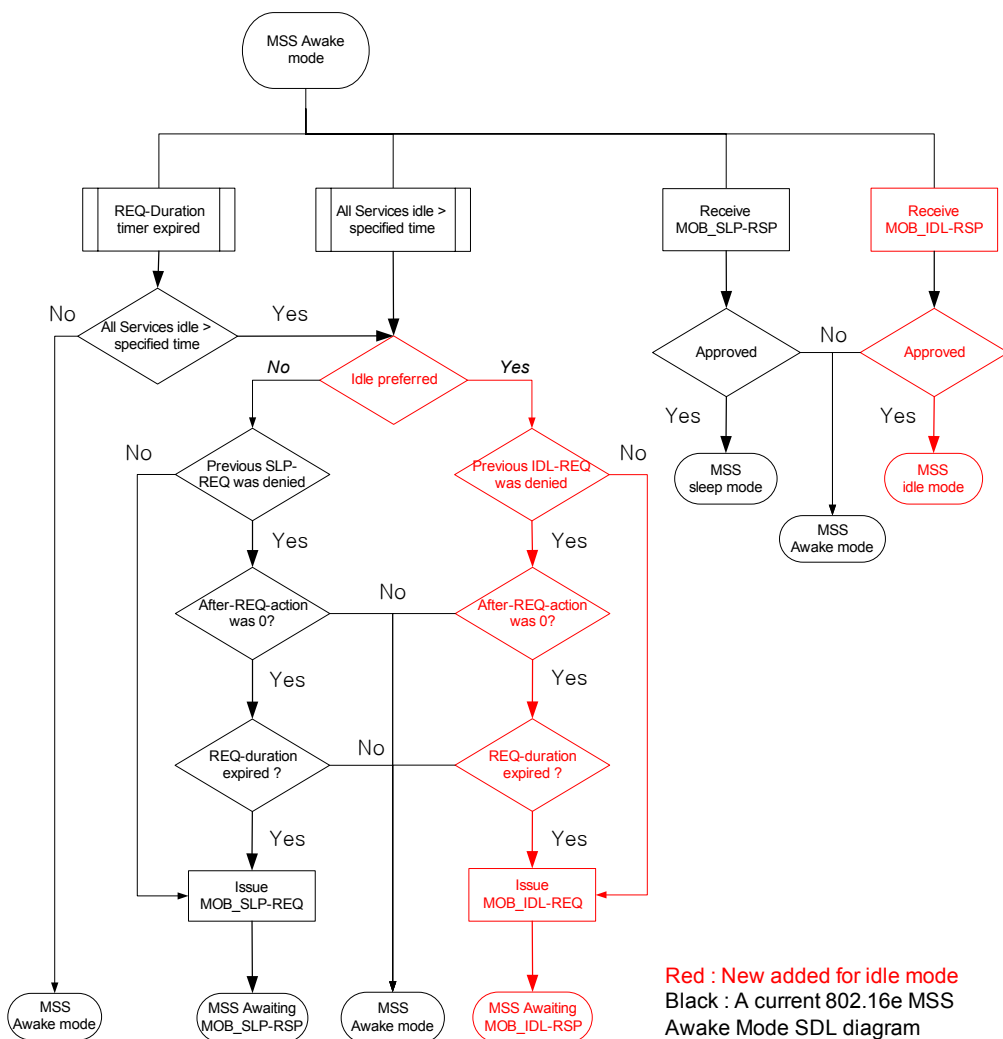 MSS Awake
mode
REQ-Duration
timer expired
All Services idle >
specified time
Receive
MOB_SLP-RSP
Receive
MOB_IDL-RSP
No
All Services idle >
specified time
Yes
Approved
No
Approved
No
Idle preferred
Yes
Yes
Yes
No
Previous SLP-
REQ was denied
Previous IDL-REQ
was denied
No
MSS
sleep mode
MSS
idle mode
MSS
Awake mode
Yes
Yes
After-REQ-action
was 0?
No
After-REQ-action
was 0?
Yes
Yes
REQ-duration
expired ?
No
REQ-duration
expired ?
Yes
Yes
Issue
MOB_SLP-REQ
Issue
MOB_IDL-REQ
MSS
Awake mode
MSS Awaiting
MOB_SLP-RSP
MSS
Awake mode
MSS Awaiting
MOB_IDL-RSP
Red : New added for idle mode
Black : A current 802.16e MSS
Awake Mode SDL diagram